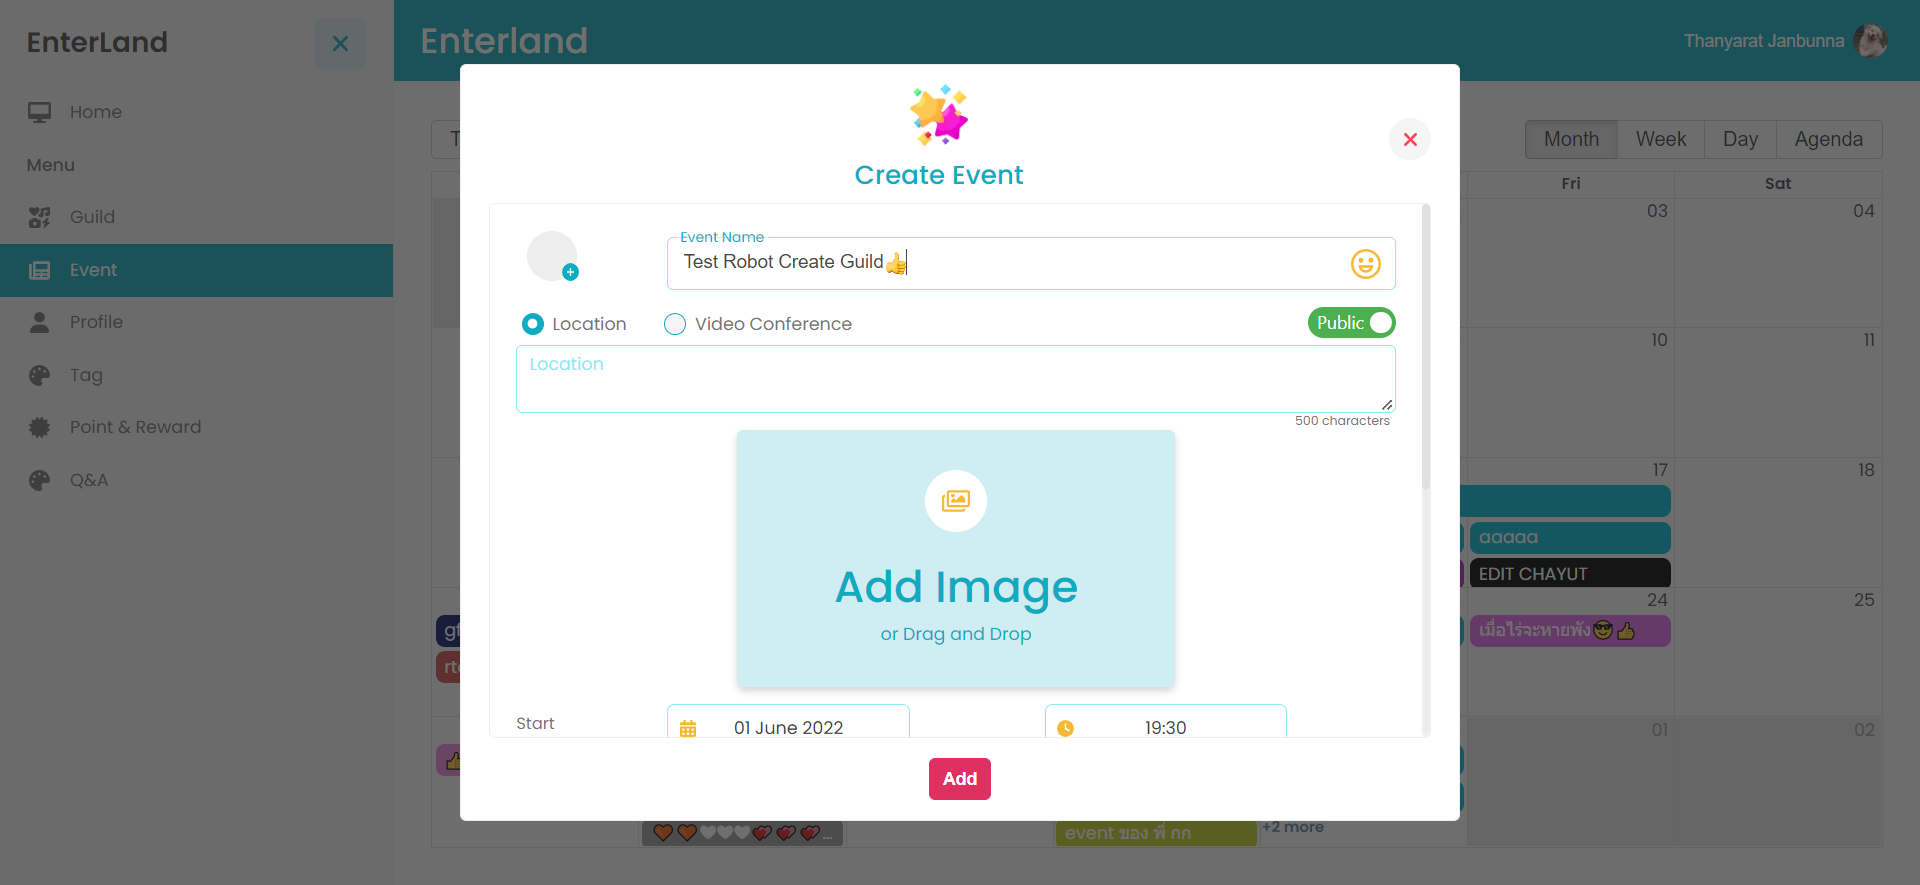 EnterLand
Enterland
Thanyarat Janbunna
Home
Menu
Guild
Event
Profile
Tag
Point & Reward
Q&A
Month Week Day Agenda
Fri Sat
03 04
10 11
17 18
aaaaa
EDIT CHAYUT
24 25
เมื่อไร่จะหายพัง😎👍
01 02
Create Event
Event Name
Test Robot Create Guild👍
Location Video Conference Public
Location
500 characters
Add Image
or Drag and Drop
Start 01 June 2022 19:30
Add
event ของ พี่ กก
+2 more